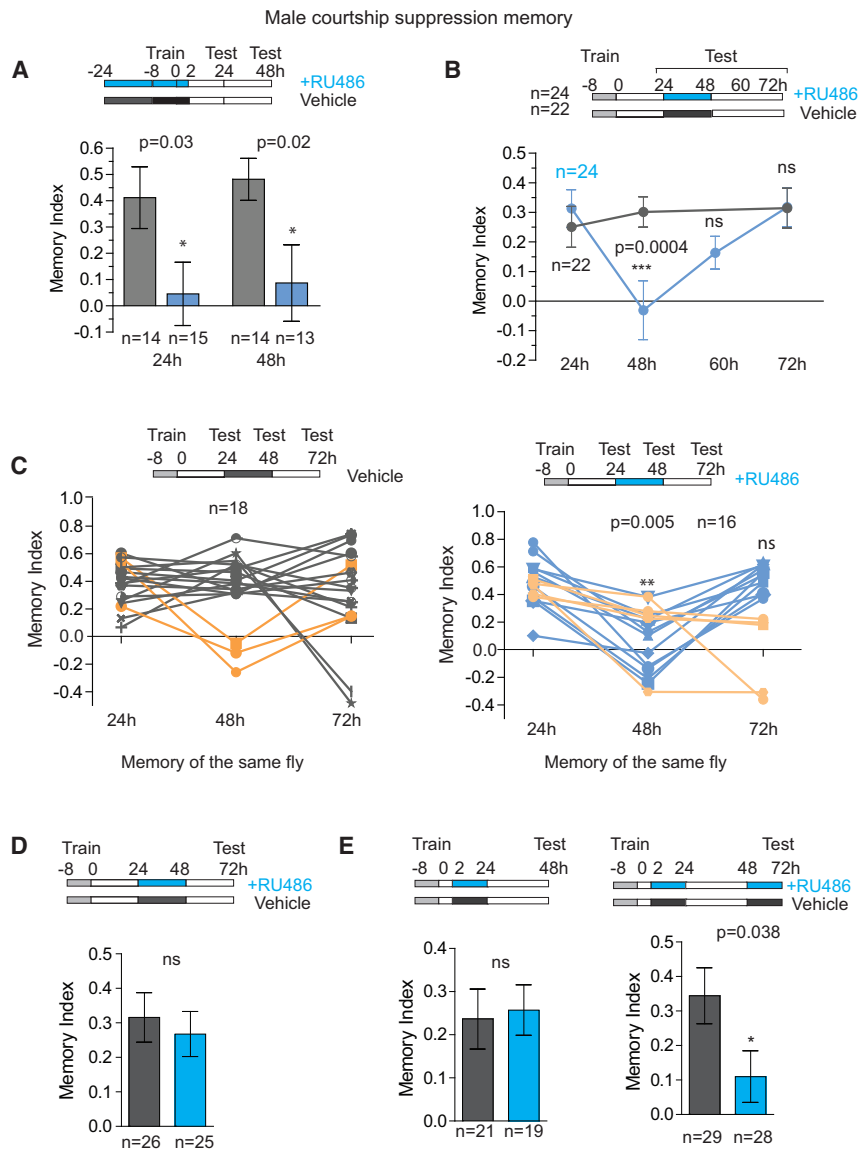 Male courtship suppression memory
A
Train Test Test
-24 -8 0 2 24 48h
+RU486
Vehicle
p=0.03 p=0.02
Memory Index
0.6
0.5
0.4
0.3
0.2
0.1
0.0
-0.1
* *
n=14 n=15 n=14 n=13
24h 48h
B
Train Test
-8 0 24 48 60 72h
n=24 +RU486
n=22 Vehicle
Memory Index
0.5
0.4
0.3
0.2
0.1
0.0
-0.1
-0.2
n=24
n=22
p=0.0004
***
ns
ns
24h 48h 60h 72h
C
Train Test Test Test
-8 0 24 48 72h
Vehicle
n=18
Memory Index
1.0
0.8
0.6
0.4
0.2
0.0
-0.2
-0.4
24h 48h 72h
Memory of the same fly
Train Test Test Test
-8 0 24 48 72h
+RU486
p=0.005 n=16
Memory Index
1.0
0.8
0.6
0.4
0.2
0.0
-0.2
-0.4
**
ns
24h 48h 72h
Memory of the same fly
D
Train Test
-8 0 24 48 72h
+RU486
Vehicle
ns
Memory Index
0.5
0.4
0.3
0.2
0.1
0.0
n=26 n=25
E
Train Test
-8 0 2 24 48h
ns
Memory Index
0.4
0.3
0.2
0.1
0.0
n=21 n=19
Train Test
-8 0 2 24 48 72h
+RU486
Vehicle
p=0.038
Memory Index
0.5
0.4
0.3
0.2
0.1
0.0
*
n=29 n=28